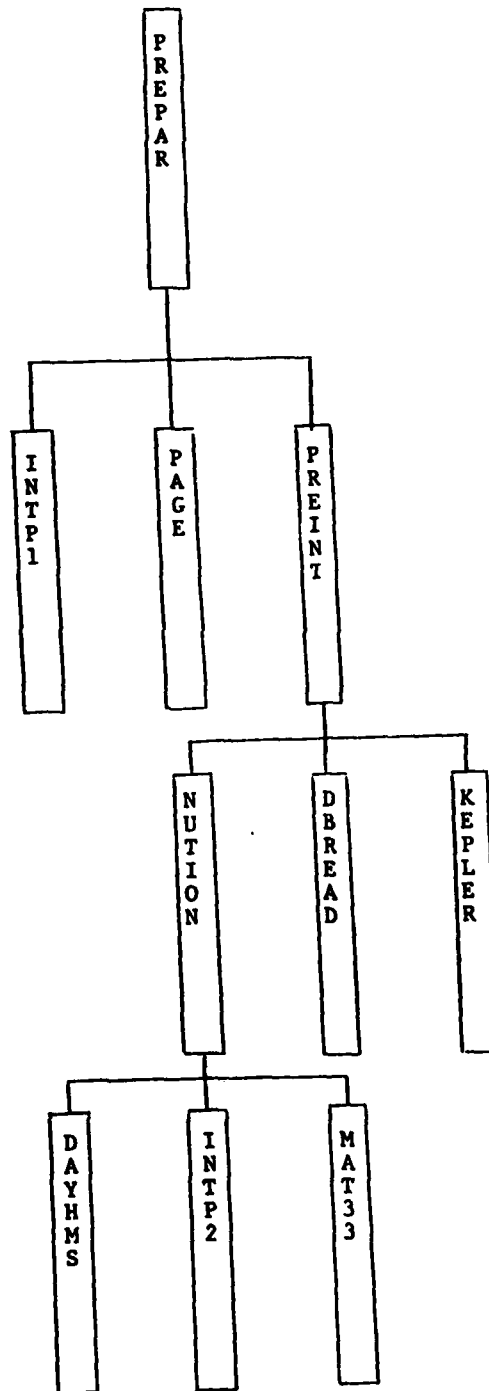 PREPAR
INTP1
PAGE
PREINT
NUTION
DBREAD
KEPLER
DAYHMS
INTP2
MAT33